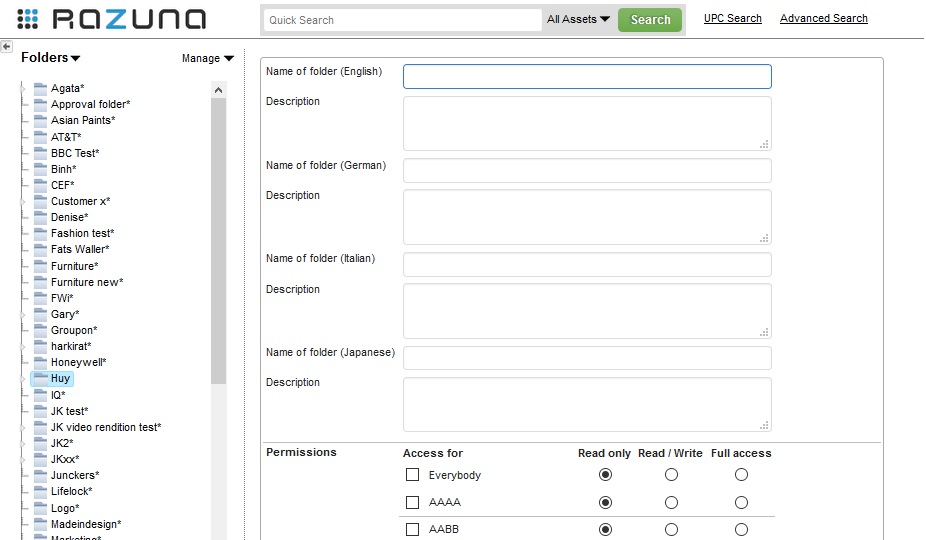 RAZUNA
Quick Search
All Assets
Search
UPC Search
Advanced Search
Folders
Manage
Agata*
Approval folder*
Asian Paints*
AT&T*
BBC Test*
Binh*
CEF*
Customer x*
Denise*
Fashion test*
Fats Waller*
Furniture*
Furniture new*
FWi*
Gary*
Groupon*
harkirat*
Honeywell*
Huy
IQ*
JK test*
JK video rendition test*
JK2*
JKxx*
Junckers*
Lifelock*
Logo*
Madeindesign*
Marketing*
Name of folder (English)
Description
Name of folder (German)
Description
Name of folder (Italian)
Description
Name of folder (Japanese)
Description
Permissions
Access for
Read only
Read / Write
Full access
Everybody
AAAA
AABB